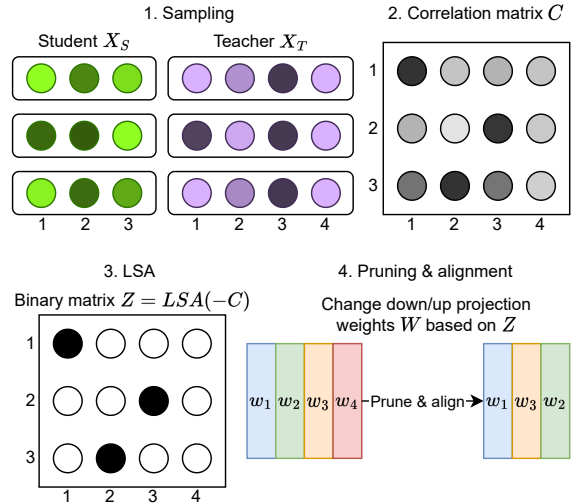 1. Sampling
Student X_S
Teacher X_T
1 2 3
1 2 3 4
2. Correlation matrix C
1
2
3
1 2 3 4
3. LSA
Binary matrix Z = LSA(−C)
1
2
3
1 2 3 4
4. Pruning & alignment
Change down/up projection
weights W based on Z
w_1 w_2 w_3 w_4
Prune & align
w_1 w_3 w_2